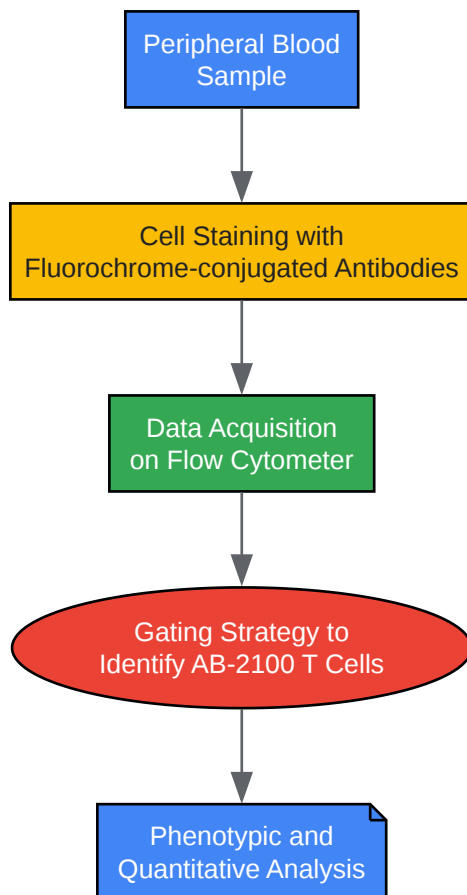 Peripheral Blood
Sample
Cell Staining with
Fluorochrome-conjugated Antibodies
Data Acquisition
on Flow Cytometer
Gating Strategy to
Identify AB-2100 T Cells
Phenotypic and
Quantitative Analysis